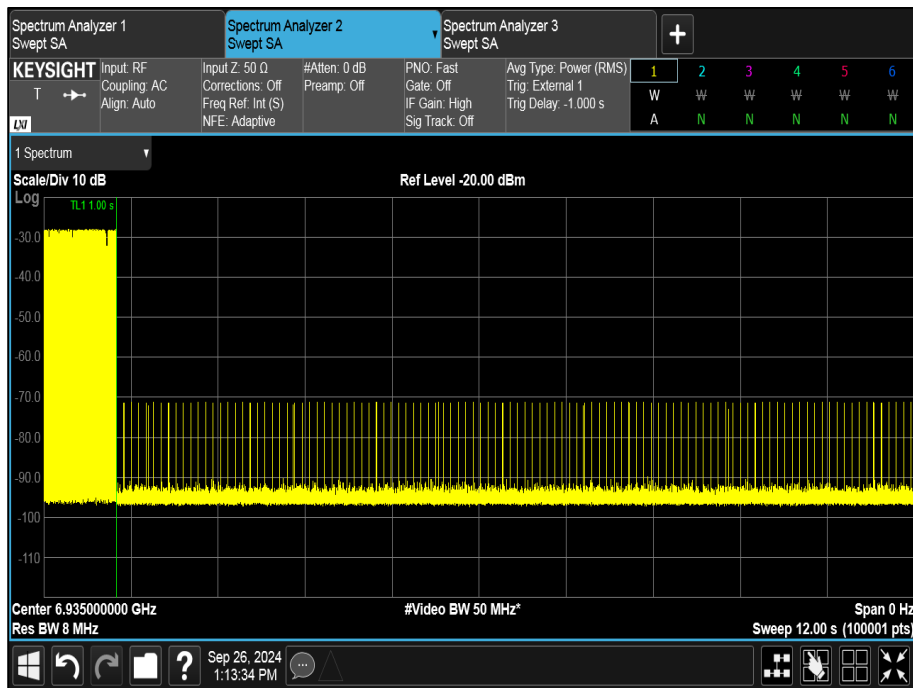 Spectrum Analyzer 1
Swept SA
Spectrum Analyzer 2
Swept SA
Spectrum Analyzer 3
Swept SA
KEYSIGHT
T
LXI
Input: RF
Coupling: AC
Align: Auto
Input Z: 50 Ω
Corrections: Off
Freq Ref: Int (S)
NFE: Adaptive
#Atten: 0 dB
Preamp: Off
PNO: Fast
Gate: Off
IF Gain: High
Sig Track: Off
Avg Type: Power (RMS)
Trig: External 1
Trig Delay: -1.000 s
1 2 3 4 5 6
W W W W W W
A N N N N N
1 Spectrum
Scale/Div 10 dB
Ref Level -20.00 dBm
Log
TL1 1.00 s
-30.0
-40.0
-50.0
-60.0
-70.0
-80.0
-90.0
-100
-110
Center 6.935000000 GHz
#Video BW 50 MHz*
Span 0 Hz
Res BW 8 MHz
Sweep 12.00 s (100001 pts)
?
Sep 26, 2024
1:13:34 PM